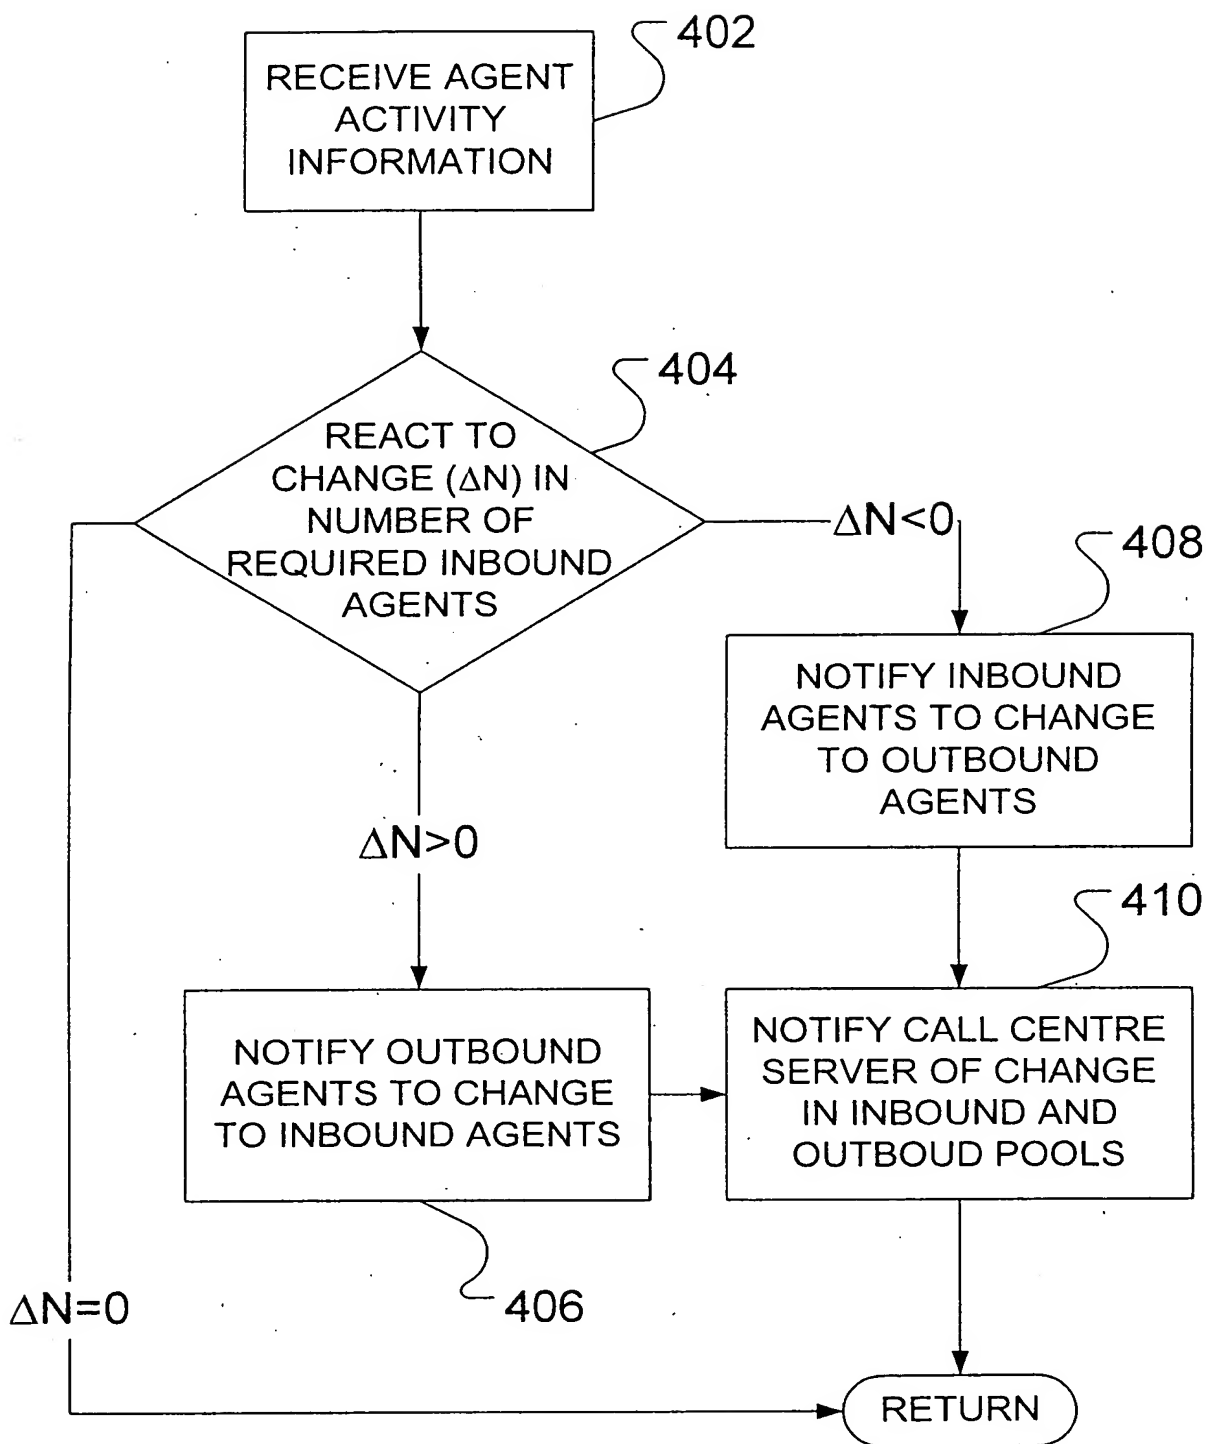 402
RECEIVE AGENT
ACTIVITY
INFORMATION
404
REACT TO
CHANGE (ΔN) IN
NUMBER OF
REQUIRED INBOUND
AGENTS
ΔN<0
408
NOTIFY INBOUND
AGENTS TO CHANGE
TO OUTBOUND
AGENTS
ΔN>0
410
NOTIFY OUTBOUND
AGENTS TO CHANGE
TO INBOUND AGENTS
NOTIFY CALL CENTRE
SERVER OF CHANGE
IN INBOUND AND
OUTBOUD POOLS
406
ΔN=0
RETURN